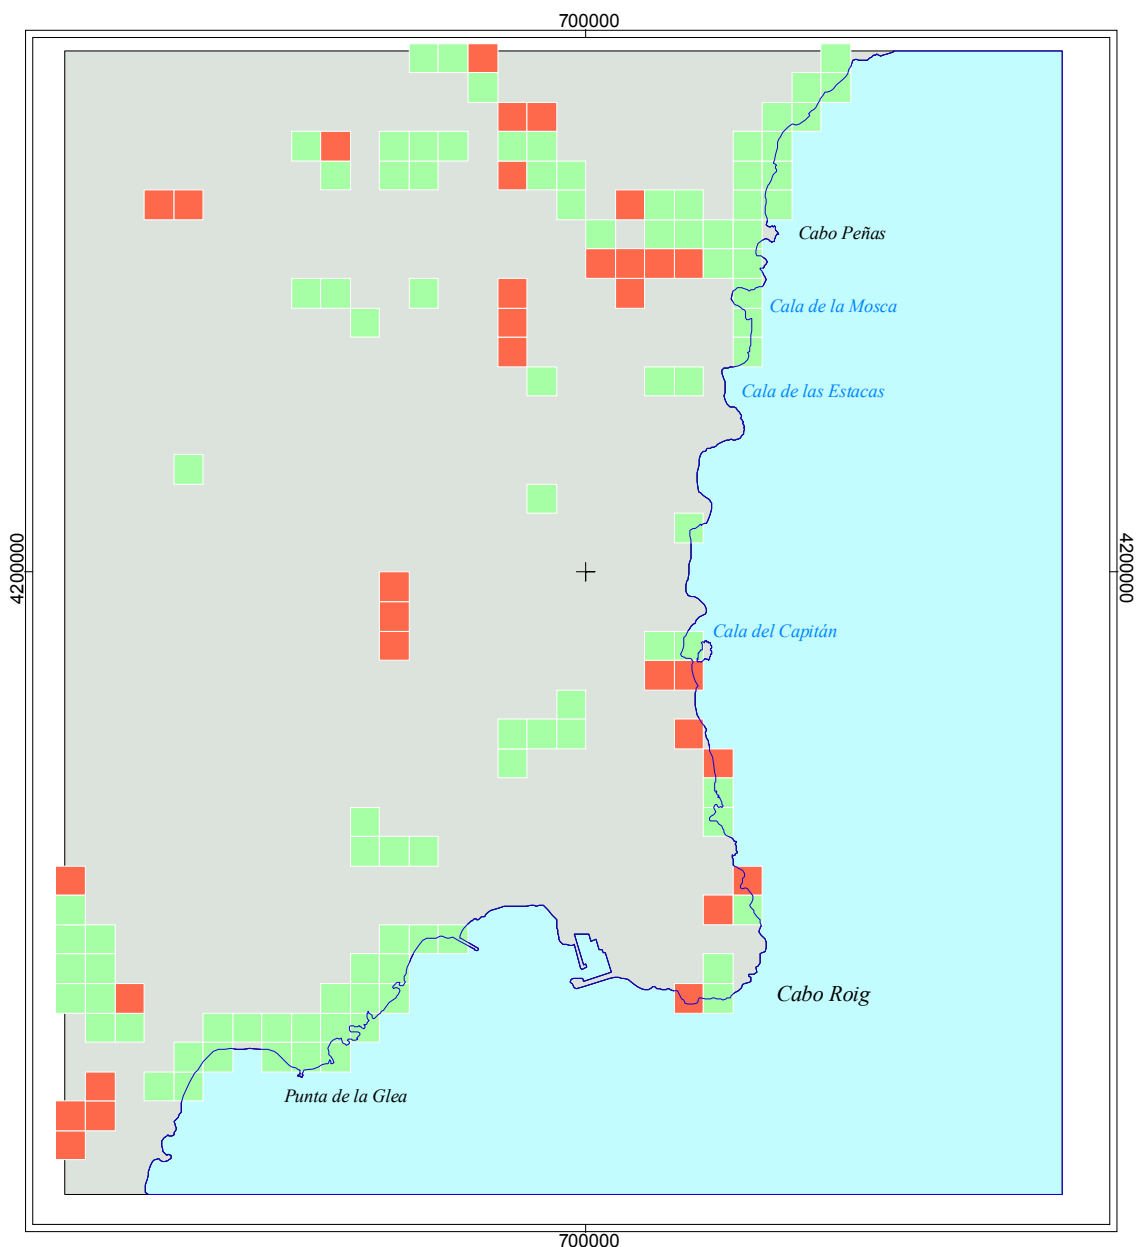 700000
Cabo Peñas
Cala de la Mosca
Cala de las Estacas
4200000
4200000
Cala del Capitán
Cabo Roig
Punta de la Glea
700000